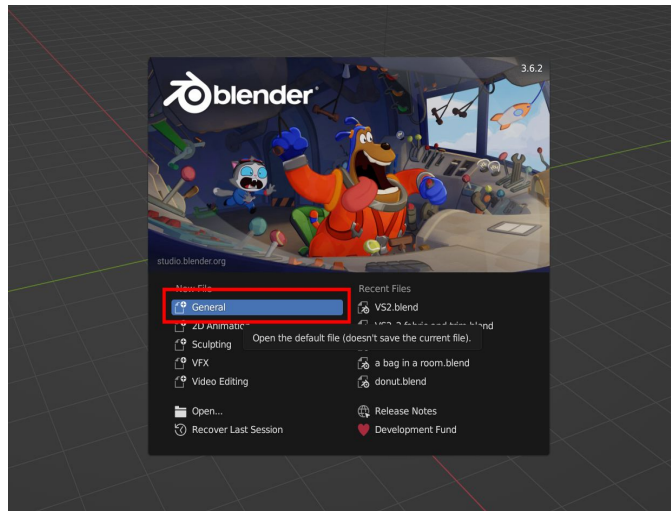 3.6.2
blender
studio.blender.org
New File
General
2D Animation
Sculpting
VFX
Video Editing
Open...
Recover Last Session
Open the default file (doesn't save the current file).
Recent Files
VS2.blend
a bag in a room.blend
donut.blend
Release Notes
Development Fund